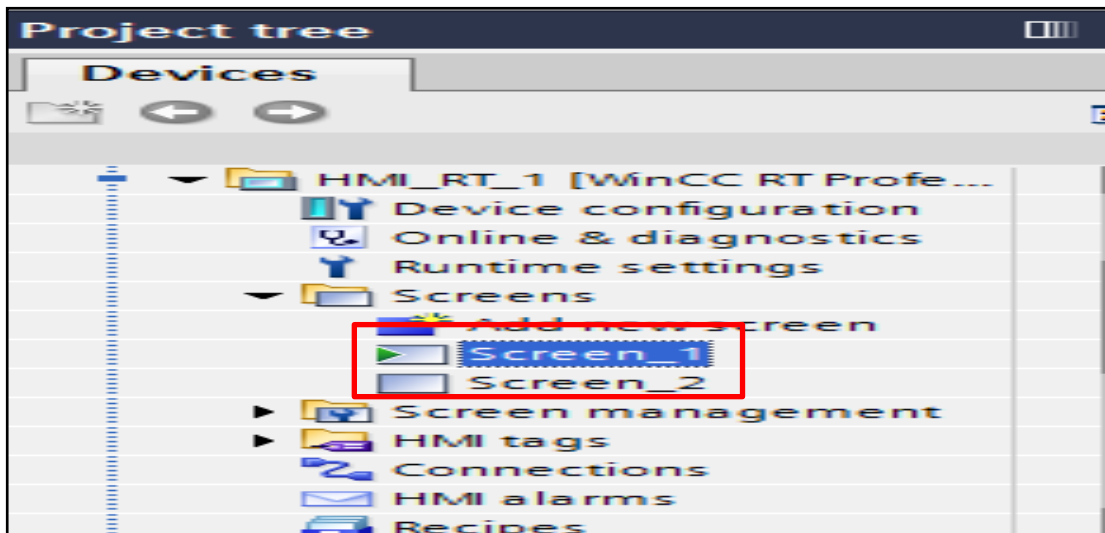 Project tree
Devices
HMI_RT_1 [WinCC RT Profe...
Device configuration
Online & diagnostics
Runtime settings
Screens
Add new screen
Screen_1
Screen_2
Screen management
HMI tags
Connections
HMI alarms
Recipes